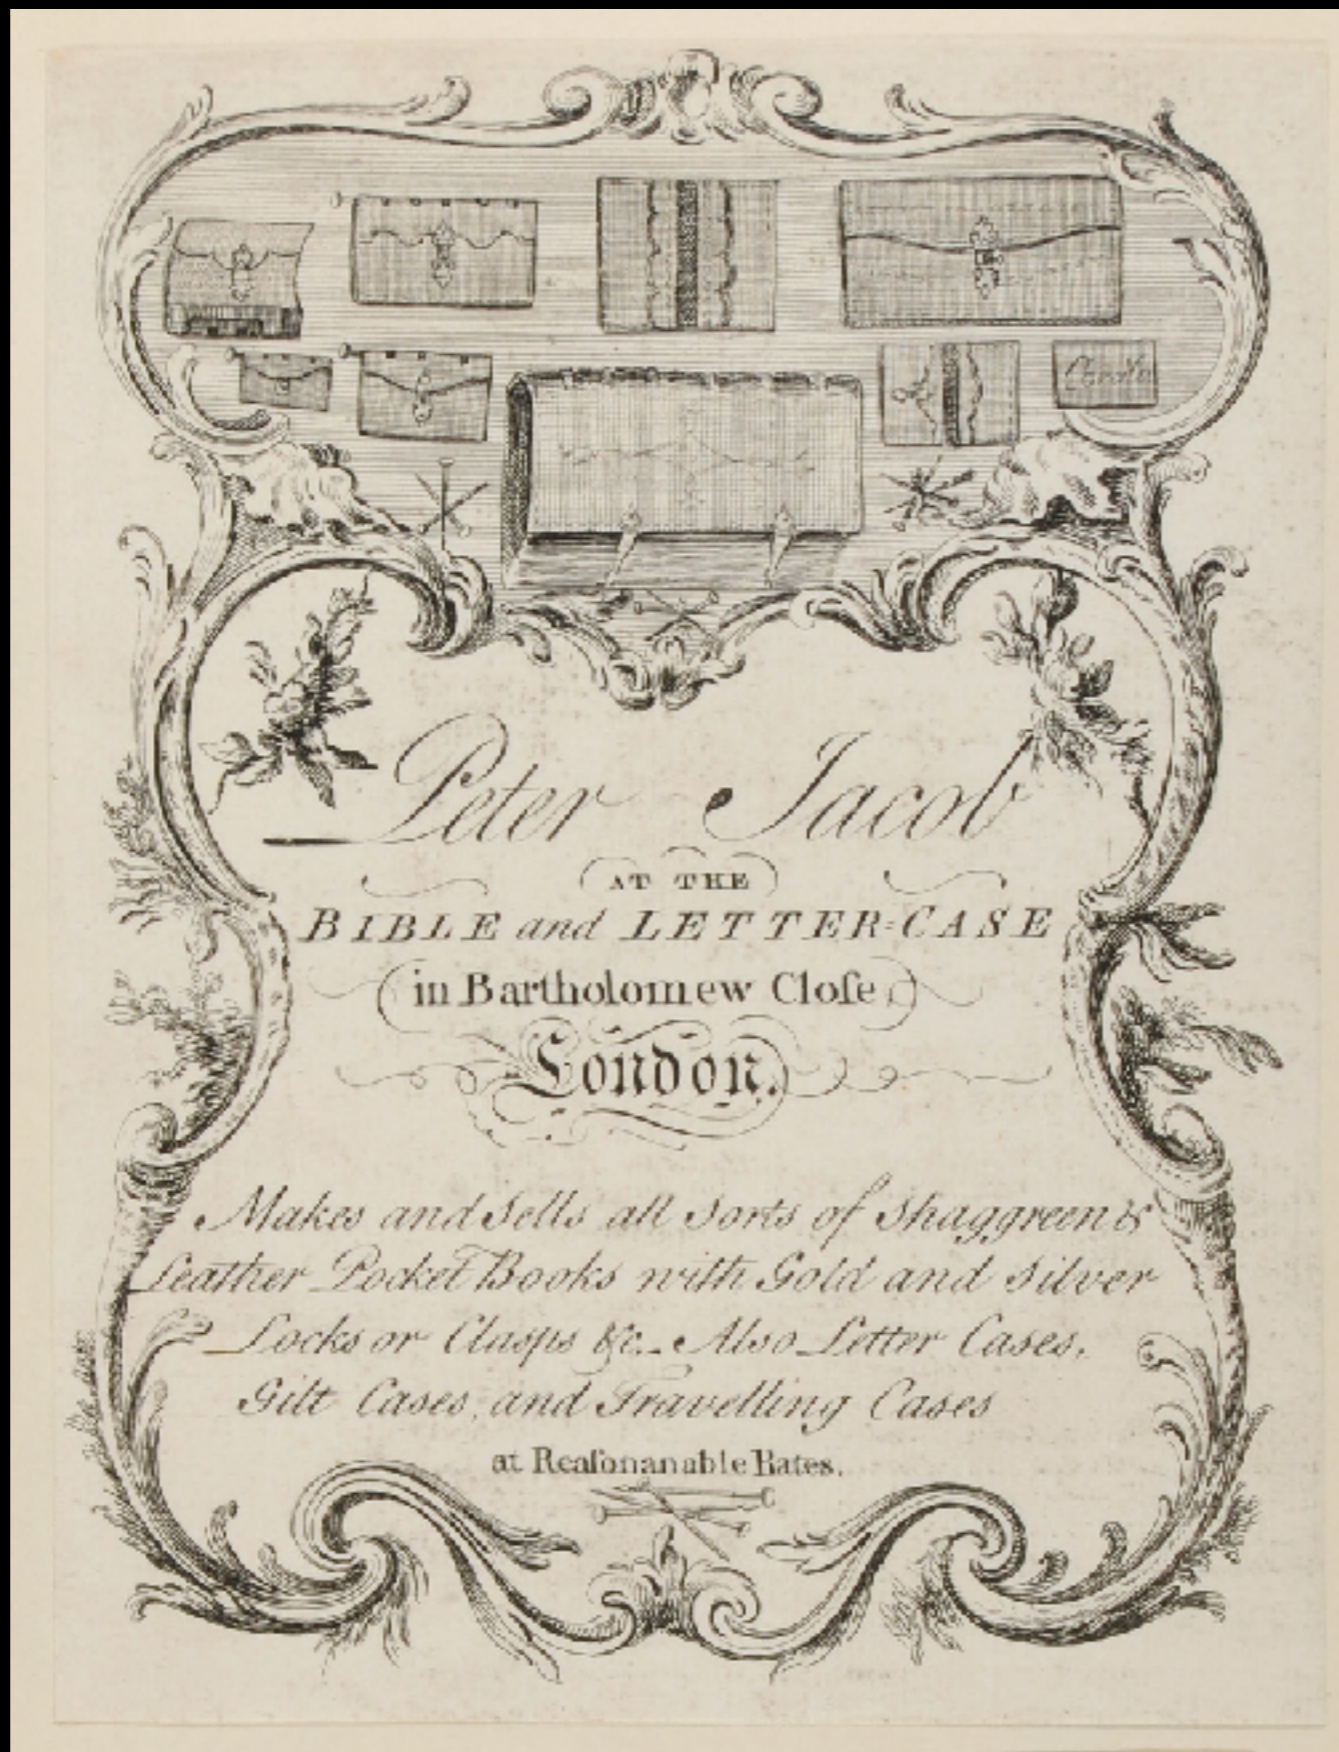 Peter Jacob
AT THE
BIBLE and LETTER=CASE
in Bartholomew Cloſe,
London.
Makes and Sells all Sorts of Shaggreen &
Leather Pocket Books with Gold and Silver
Locks or Clasps &c. Also Letter Cases,
Gilt Cases, and Travelling Cases
at Reaſonanable Rates.